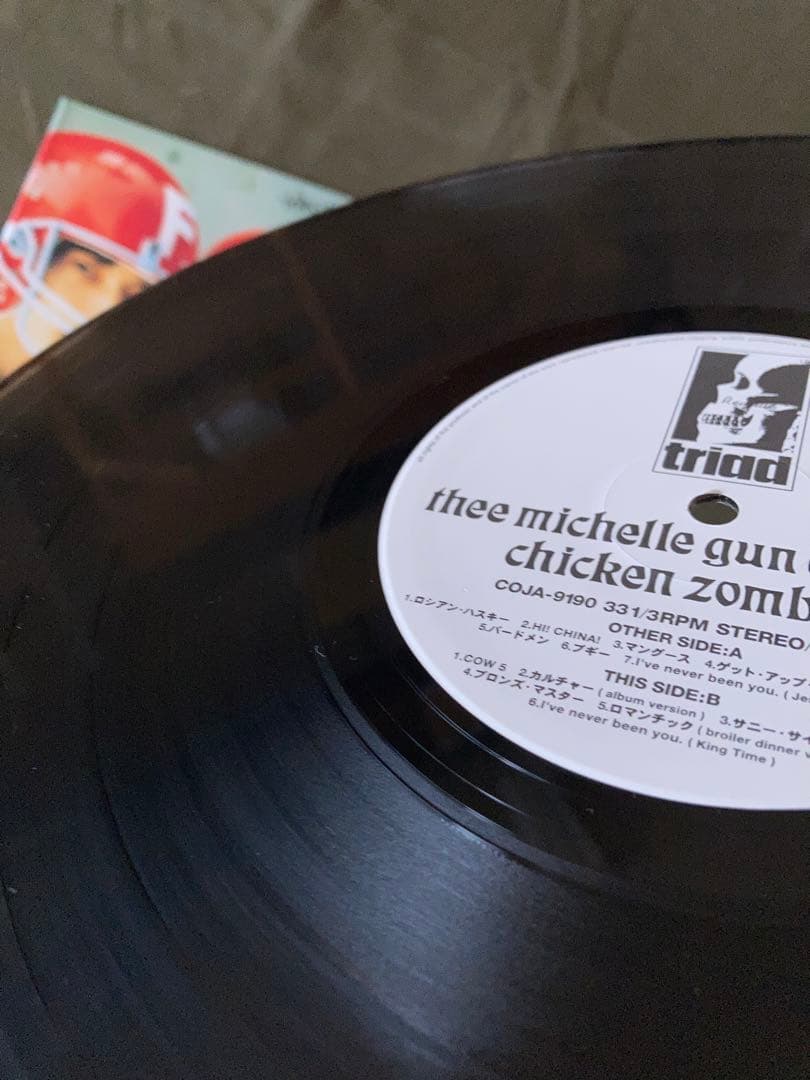 F
triad
thee michelle gun
chicken zomb
COJA-9190 331/3RPM STEREO/
OTHER SIDE:A
1.ロシアン・ハスキー 2.HI! CHINA! 3.マングース 4.ゲット・アップ・
5.バードメン 6.ブギー 7.I've never been you. ( Je
THIS SIDE:B
1.COW 5 2.カルチャー ( album version ) 3.サニー・サイ
4.ブロンズ・マスター 5.ロマンチック ( broiler dinner v
6.I've never been you. ( King Time )